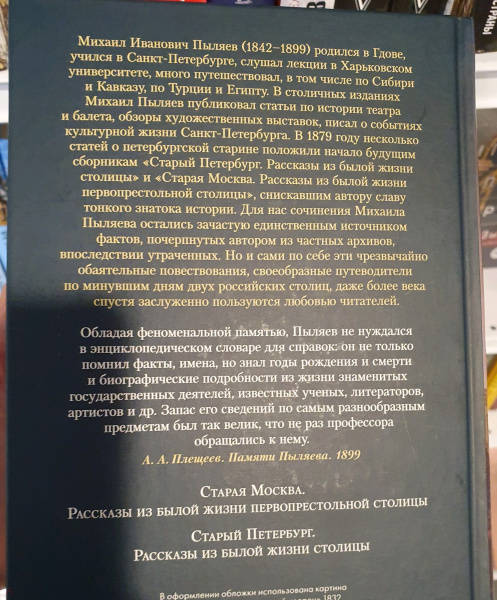 СТРАНЫ
Михаил Иванович Пыляев (1842–1899) родился в Гдове,
учился в Санкт-Петербурге, слушал лекции в Харьковском
университете, много путешествовал, в том числе по Сибири
и Кавказу, по Турции и Египту. В столичных изданиях
Михаил Пыляев публиковал статьи по истории театра
и балета, обзоры художественных выставок, писал о событиях
культурной жизни Санкт-Петербурга. В 1879 году несколько
статей о петербургской старине положили начало будущим
сборникам «Старый Петербург. Рассказы из былой жизни
столицы» и «Старая Москва. Рассказы из былой жизни
первопрестольной столицы», снискавшим автору славу
тонкого знатока истории. Для нас сочинения Михаила
Пыляева остались зачастую единственным источником
фактов, почерпнутых автором из частных архивов,
впоследствии утраченных. Но и сами по себе эти чрезвычайно
обаятельные повествования, своеобразные путеводители
по минувшим дням двух российских столиц, даже более века
спустя заслуженно пользуются любовью читателей.
Обладая феноменальной памятью, Пыляев не нуждался
в энциклопедическом словаре для справок: он не только
помнил факты, имена, но знал годы рождения и смерти
и биографические подробности из жизни знаменитых
государственных деятелей, известных ученых, литераторов,
артистов и др. Запас его сведений по самым разнообразным
предметам был так велик, что не раз профессора
обращались к нему.
А. А. Плещеев. Памяти Пыляева. 1899
Старая Москва.
Рассказы из былой жизни первопрестольной столицы
Старый Петербург.
Рассказы из былой жизни столицы
В оформлении обложки использована картина
1832